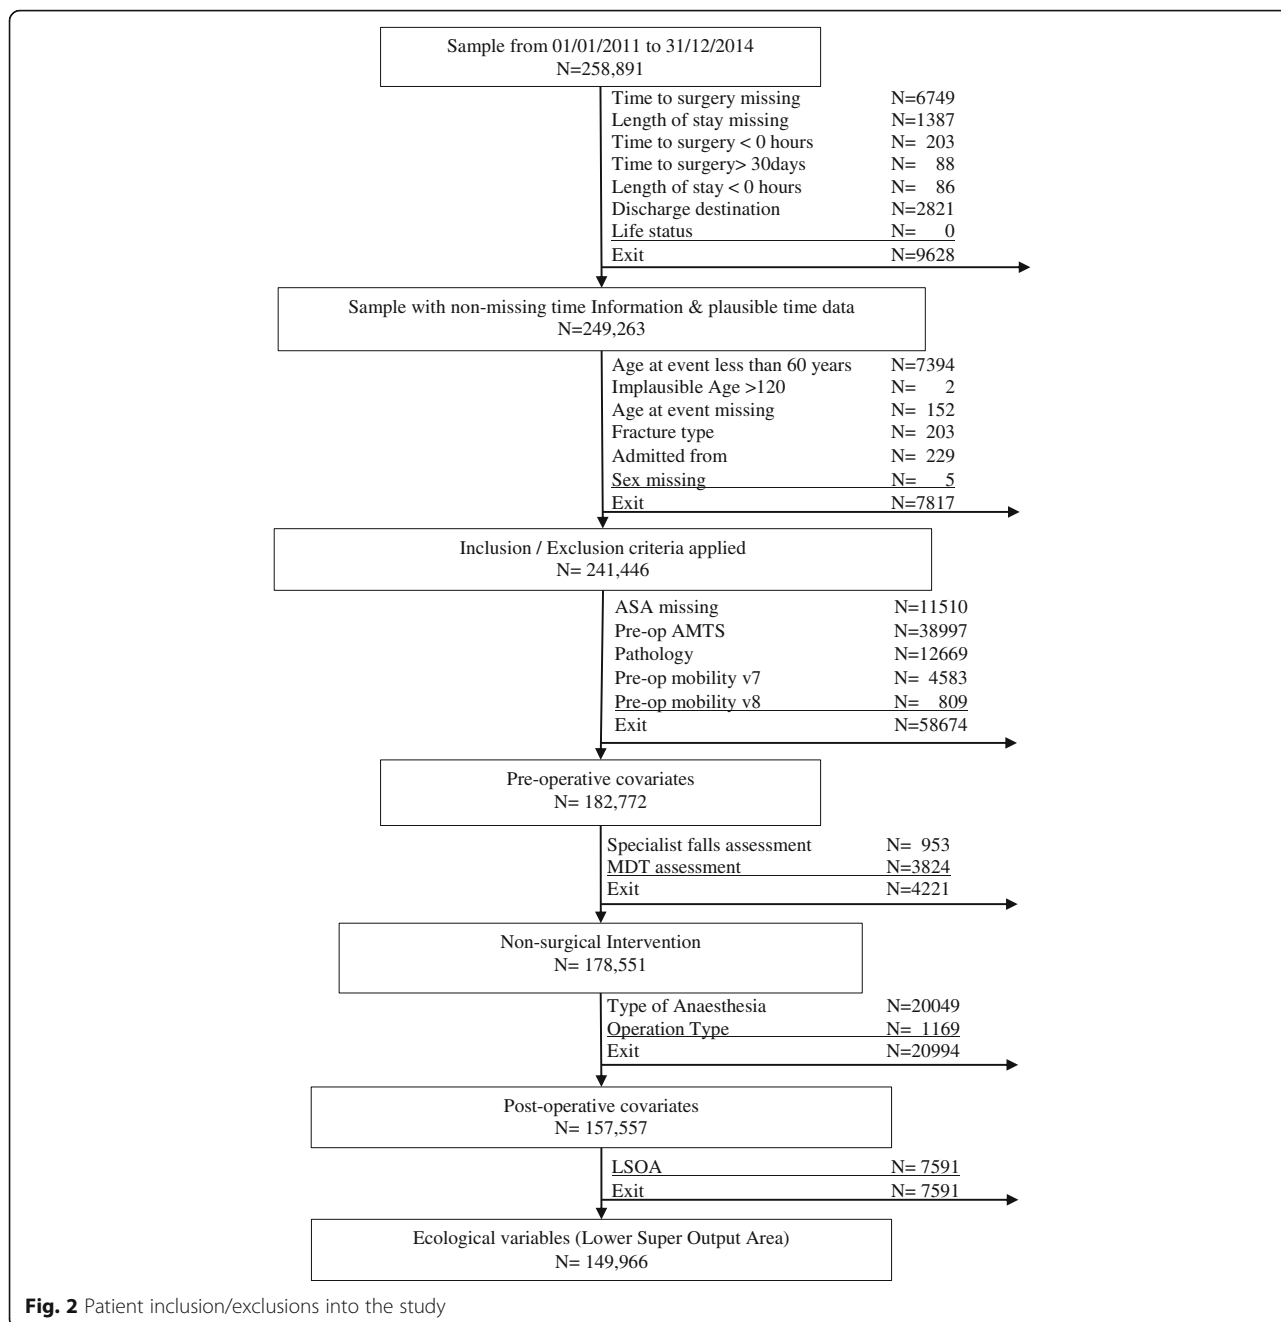 Sample from 01/01/2011 to 31/12/2014
N=258,891
Time to surgery missing N=6749
Length of stay missing N=1387
Time to surgery < 0 hours N= 203
Time to surgery> 30days N= 88
Length of stay < 0 hours N= 86
Discharge destination N=2821
Life status N= 0
Exit N=9628
Sample with non-missing time Information & plausible time data
N=249,263
Age at event less than 60 years N=7394
Implausible Age >120 N= 2
Age at event missing N= 152
Fracture type N= 203
Admitted from N= 229
Sex missing N= 5
Exit N=7817
Inclusion / Exclusion criteria applied
N= 241,446
ASA missing N=11510
Pre-op AMTS N=38997
Pathology N=12669
Pre-op mobility v7 N= 4583
Pre-op mobility v8 N= 809
Exit N=58674
Pre-operative covariates
N= 182,772
Specialist falls assessment N= 953
MDT assessment N=3824
Exit N=4221
Non-surgical Intervention
N= 178,551
Type of Anaesthesia N=20049
Operation Type N= 1169
Exit N=20994
Post-operative covariates
N= 157,557
LSOA N= 7591
Exit N= 7591
Ecological variables (Lower Super Output Area)
N= 149,966
Fig. 2 Patient inclusion/exclusions into the study